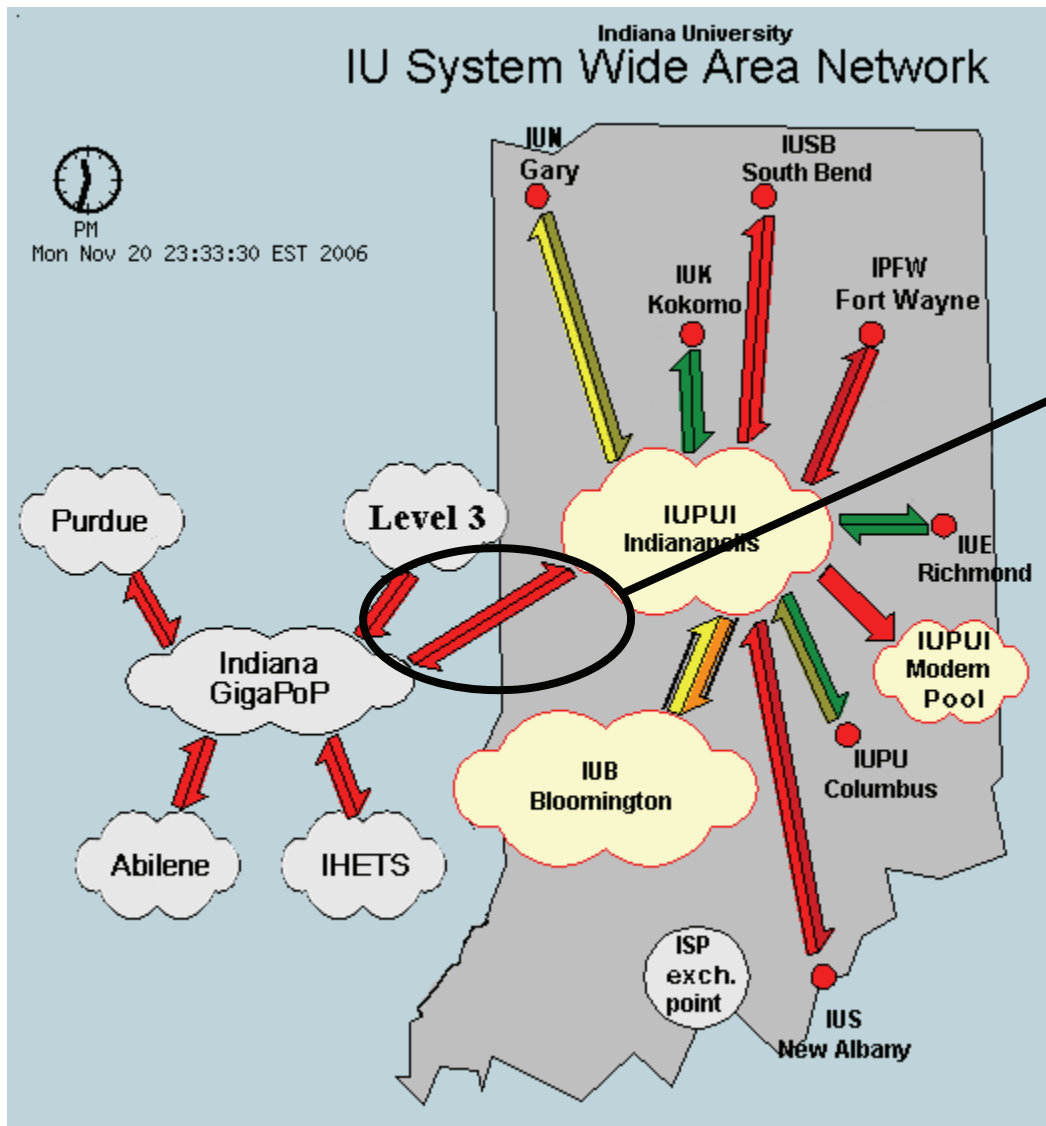 Indiana University
IU System Wide Area Network
PM
Mon Nov 20 23:33:30 EST 2006
IUN
Gary
IUSB
South Bend
IUK
Kokomo
IPFW
Fort Wayne
Purdue
Level 3
IUPUI
Indianapolis
IUE
Richmond
Indiana
GigaPoP
IUPUI
Modem
Pool
IUB
Bloomington
IUPU
Columbus
Abilene
IHETS
ISP
exch.
point
IUS
New Albany